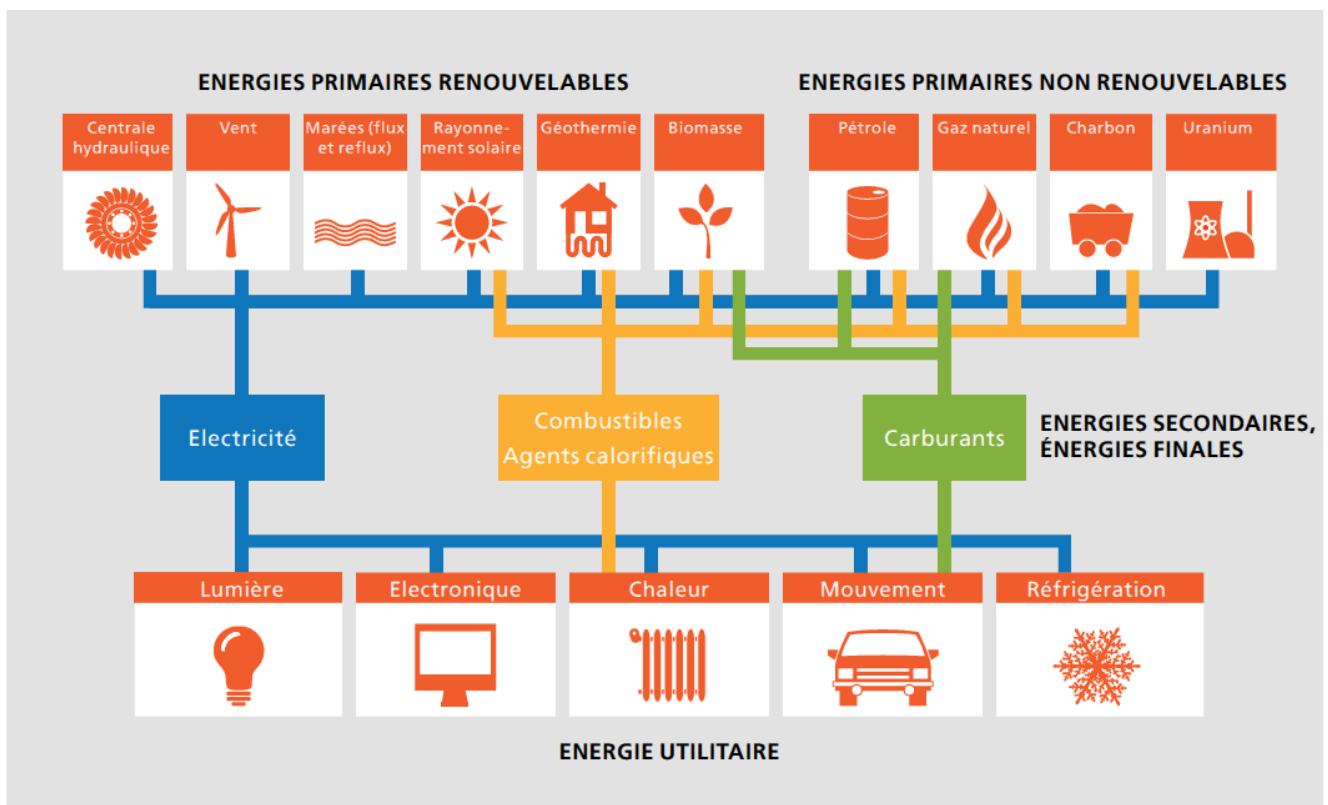 ENERGIES PRIMAIRES RENOUVELABLES
ENERGIES PRIMAIRES NON RENOUVELABLES
Centrale
hydraulique
Vent
Marées (flux
et reflux)
Rayonne-
ment solaire
Géothermie
Biomasse
Pétrole
Gaz naturel
Charbon
Uranium
Electricité
Combustibles
Agents calorifiques
Carburants
ENERGIES SECONDAIRES,
ÉNERGIES FINALES
Lumière
Electronique
Chaleur
Mouvement
Réfrigération
ENERGIE UTILITAIRE